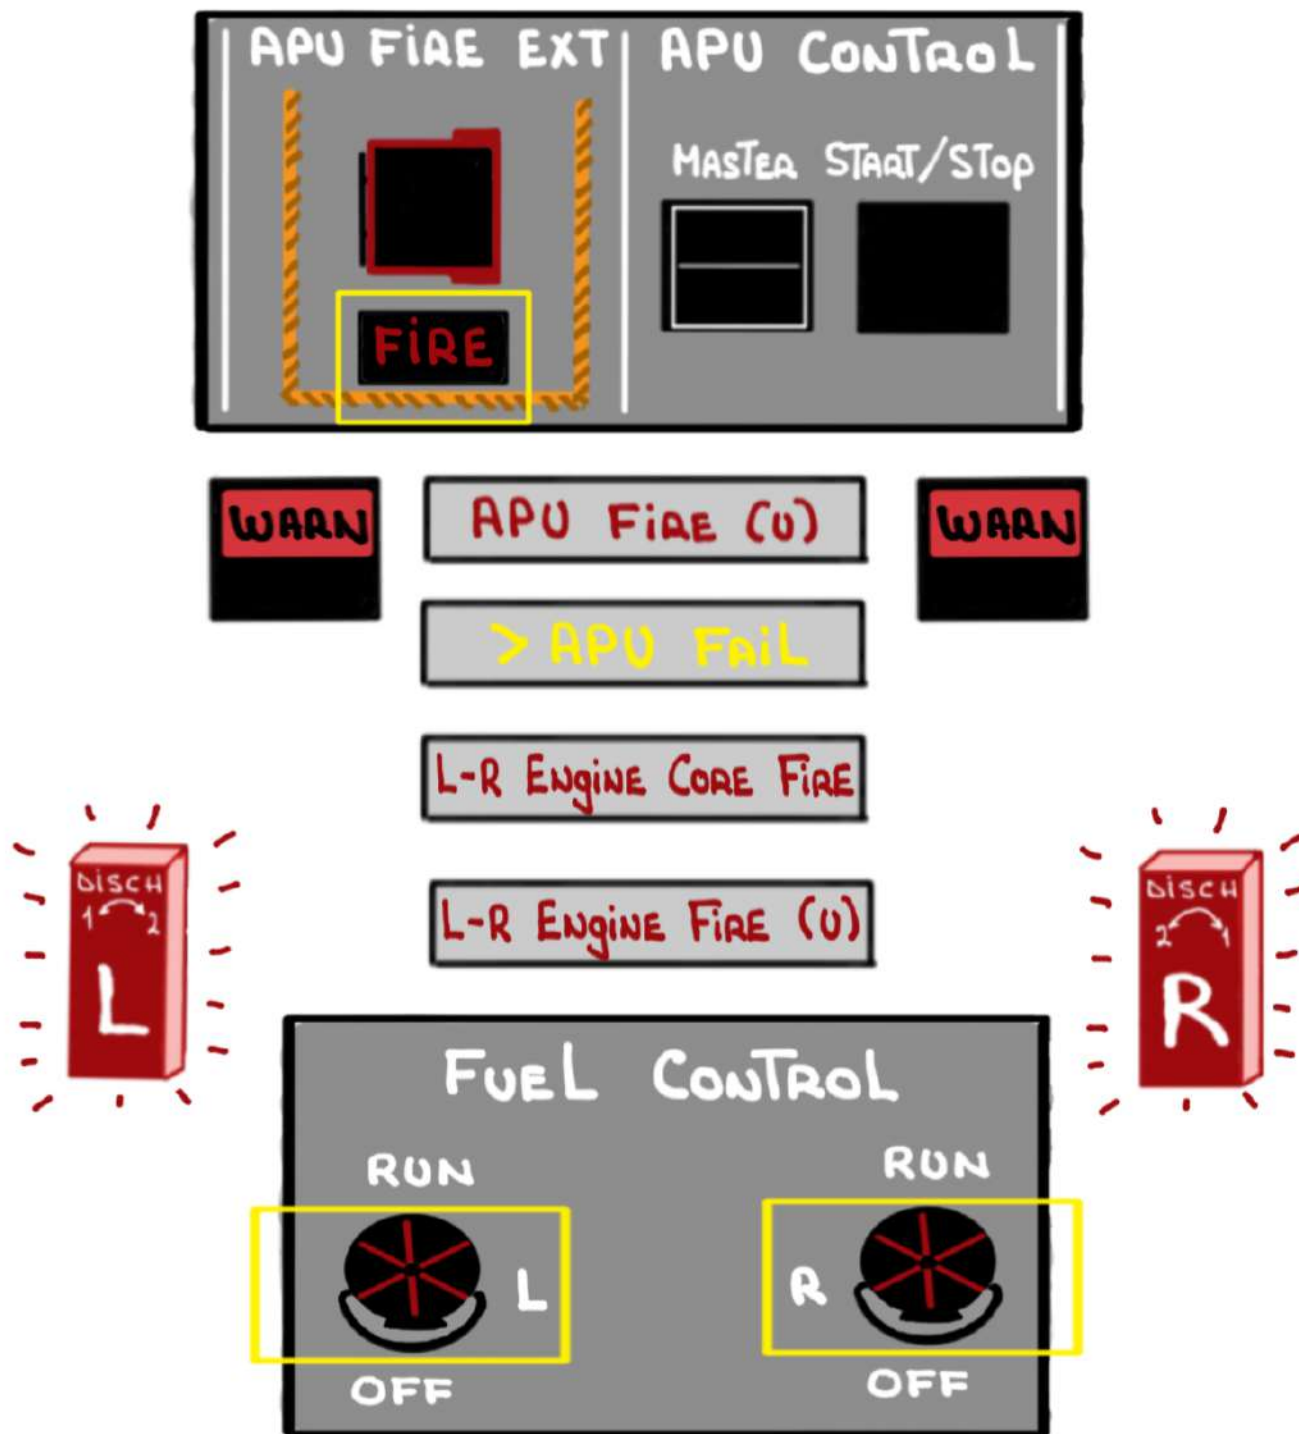 APU FiRE EXT
APU CONTROL
MASTER START/STOP
FiRE
WARN
APU FiRE (U)
WARN
> APU FAiL
L-R ENgiNE CORE FiRE
DiSCH
1 2
L
L-R ENgiNE FiRE (U)
DiSCH
2 1
R
FUEL CONTROL
RUN
RUN
L
R
OFF
OFF